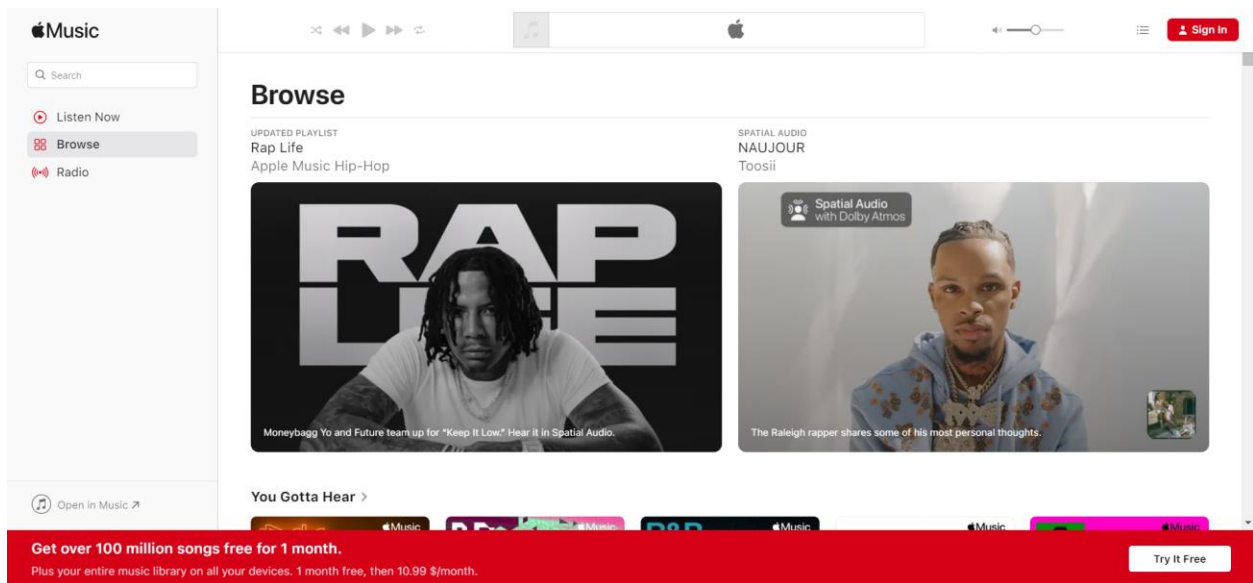 Music
Sign In
Search
Listen Now
Browse
Radio
Open in Music ↗
Browse
UPDATED PLAYLIST
Rap Life
Apple Music Hip-Hop
RAP
LIFE
Moneybagg Yo and Future team up for “Keep It Low.” Hear it in Spatial Audio.
SPATIAL AUDIO
NAUJOUR
Toosii
Spatial Audio
with Dolby Atmos
The Raleigh rapper shares some of his most personal thoughts.
You Gotta Hear >
Music
Music
R&B
Music
Music
Music
Get over 100 million songs free for 1 month.
Plus your entire music library on all your devices. 1 month free, then 10.99 $/month.
Try It Free